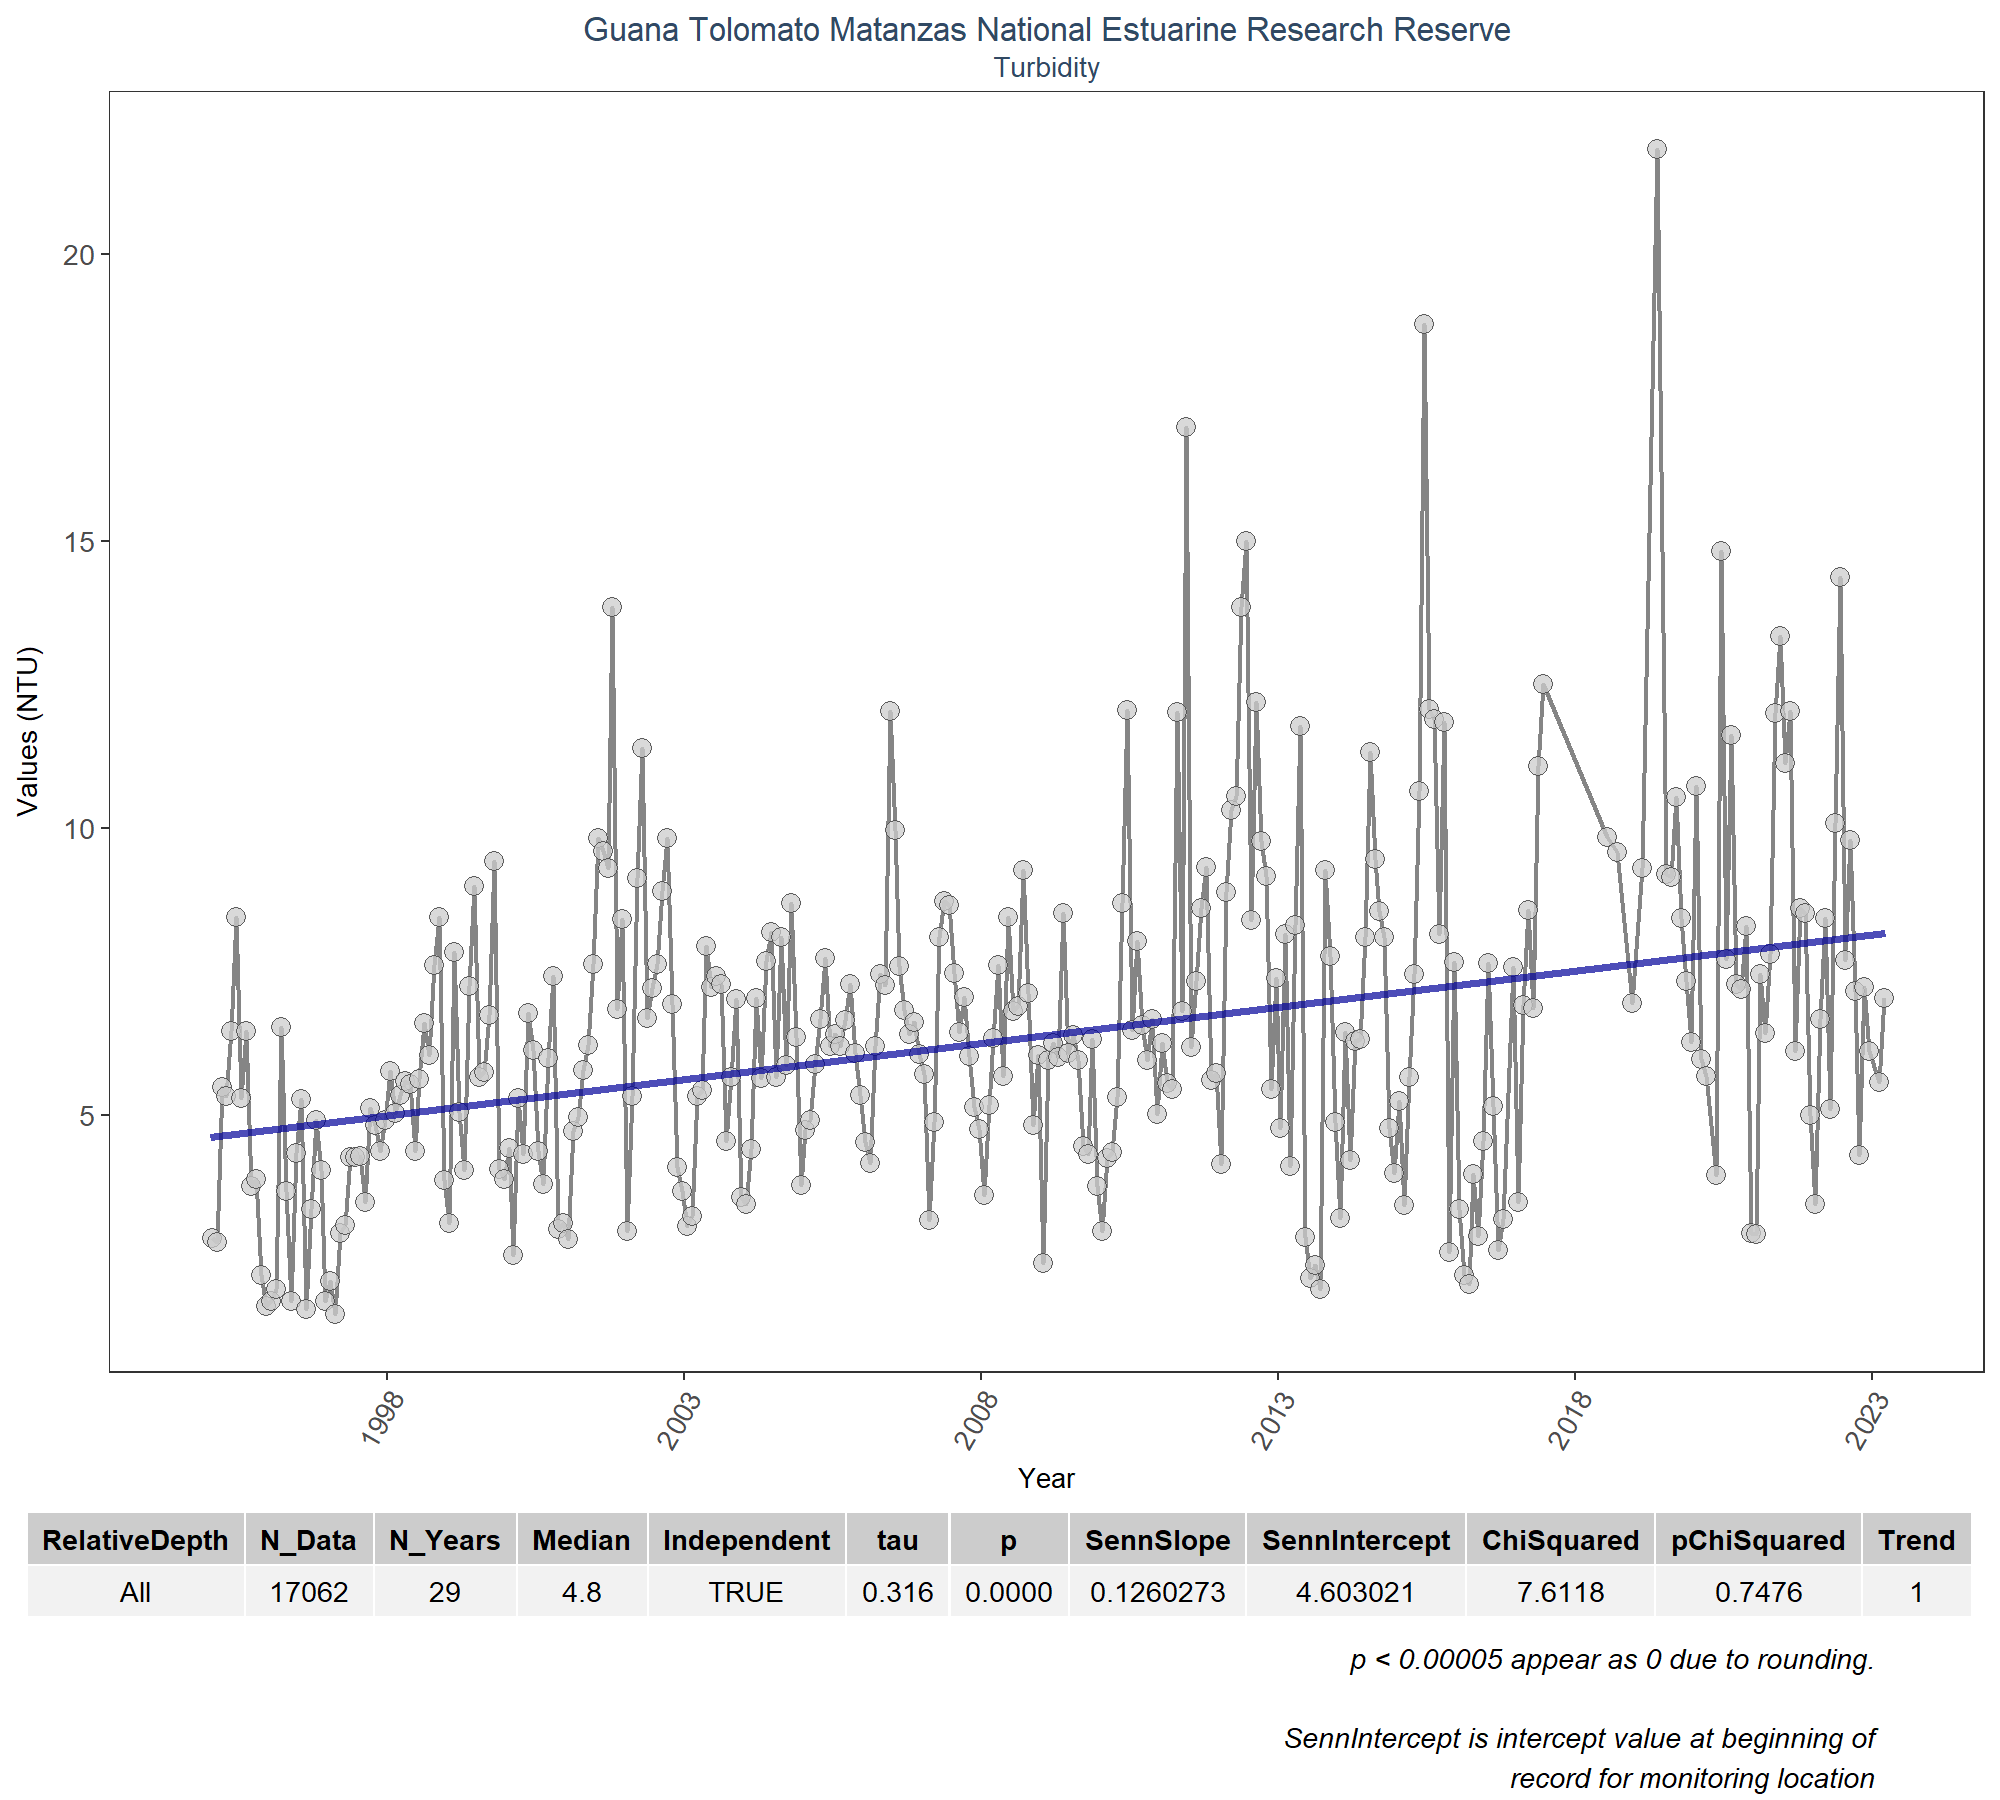 Guana Tolomato Matanzas National Estuarine Research Reserve
Turbidity
20
15
10
5
Values (NTU)
1998
2003
2008
2013
2018
2023
Year
RelativeDepth N_Data N_Years Median Independent tau p SennSlope SennIntercept ChiSquared pChiSquared Trend
All 17062 29 4.8 TRUE 0.316 0.0000 0.1260273 4.603021 7.6118 0.7476 1
p < 0.00005 appear as 0 due to rounding.
SennIntercept is intercept value at beginning of
record for monitoring location